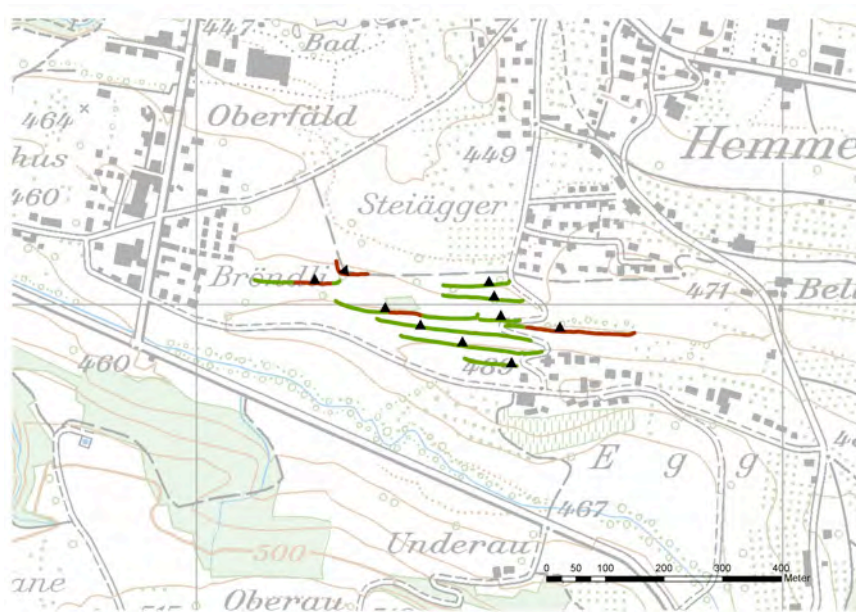 447
Bad
464
Oberfäld
hus
449
Hemme
460
Steiägger
Bröndli
471
Bel
460
489
E g g
467
500
Underau
0 50 100 200 300 400
Meter
ane
Oberau